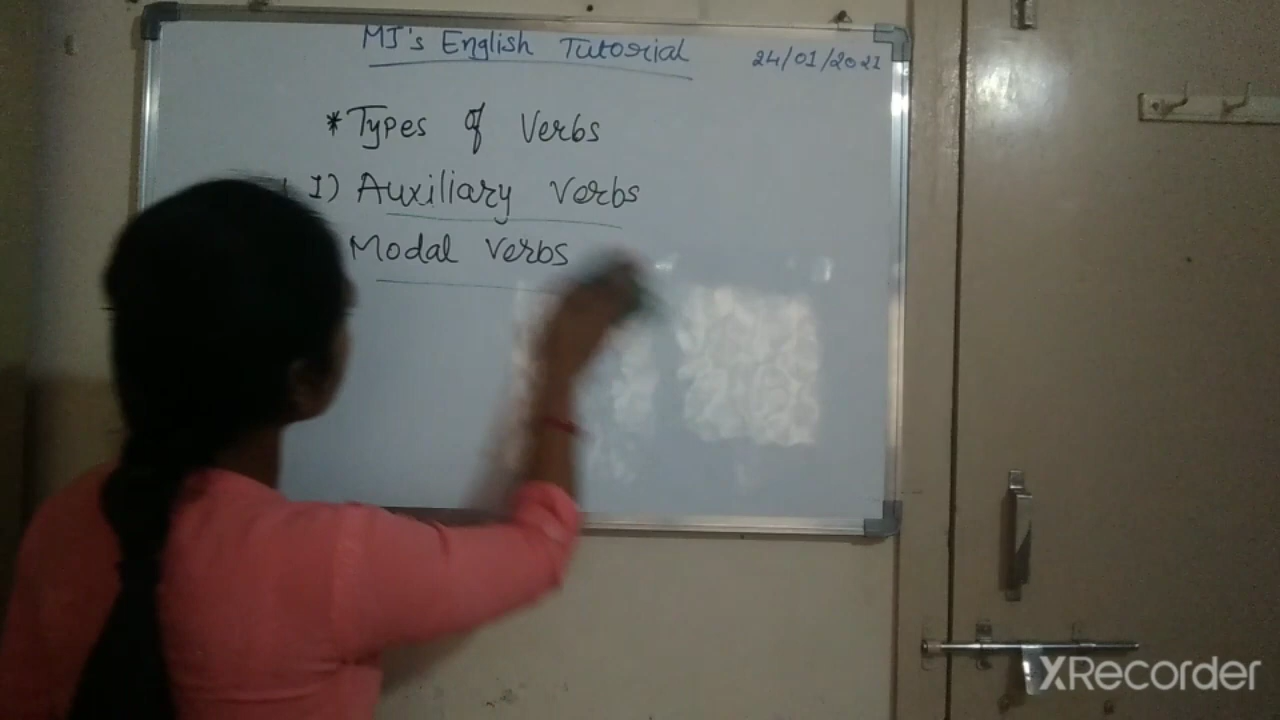 MJ's English Tutorial
24/01/2021
*Types of Verbs
I) Auxiliary Verbs
Modal Verbs
XRecorder